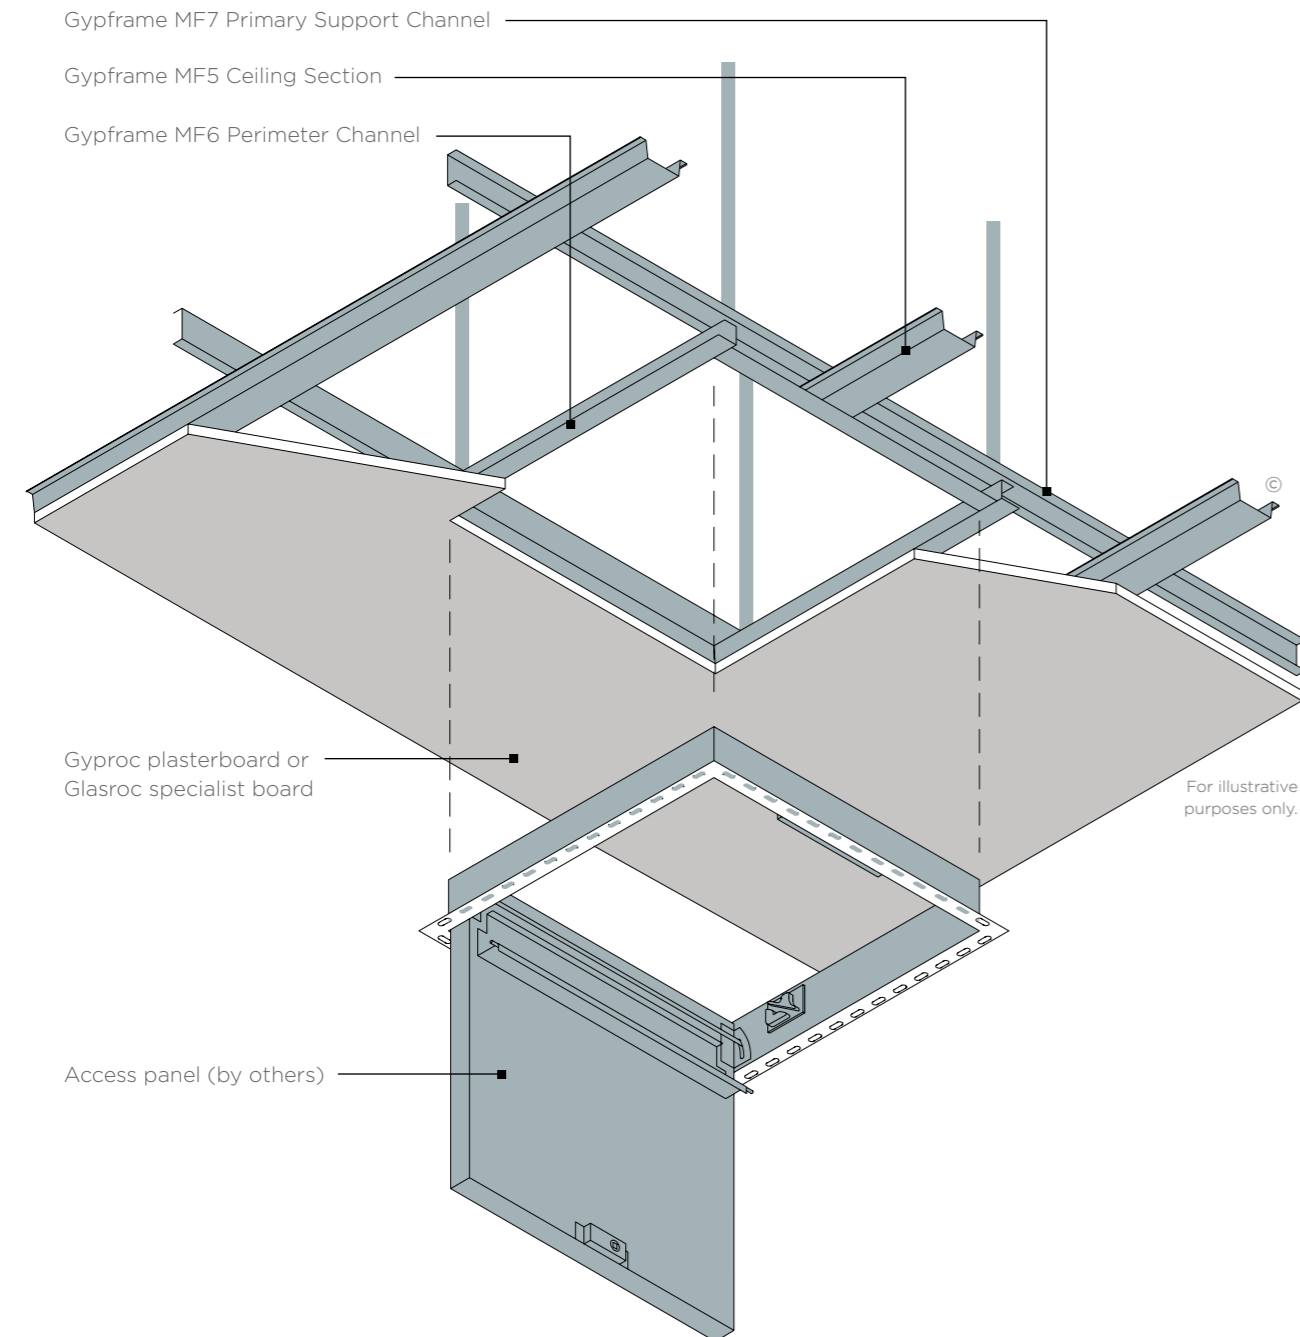 Gypframe MF7 Primary Support Channel
Gypframe MF5 Ceiling Section
Gypframe MF6 Perimeter Channel
©
Gyproc plasterboard or
Glasroc specialist board
For illustrative
purposes only.
Access panel (by others)